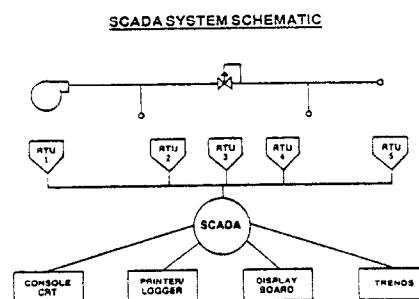 SCADA SYSTEM SCHEMATIC
RTU
1
RTU
2
RTU
3
RTU
4
RTU
5
SCADA
CONSOLE
CRT
PRINTER/
LOGGER
DISPLAY
BOARD
TRENDS